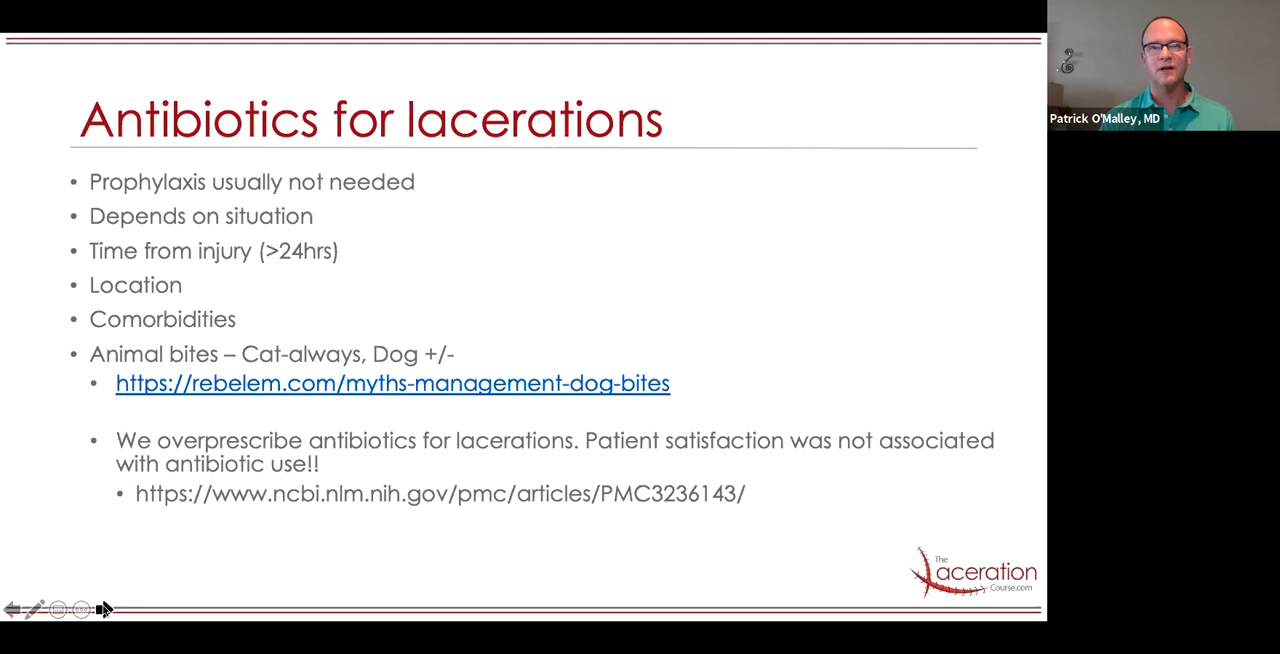 Antibiotics for lacerations
• Prophylaxis usually not needed
• Depends on situation
• Time from injury (>24hrs)
• Location
• Comorbidities
• Animal bites – Cat-always, Dog +/-
• https://rebelem.com/myths-management-dog-bites
• We overprescribe antibiotics for lacerations. Patient satisfaction was not associated
with antibiotic use!!
• https://www.ncbi.nlm.nih.gov/pmc/articles/PMC3236143/
The
Laceration
Course.com
Patrick O'Malley, MD